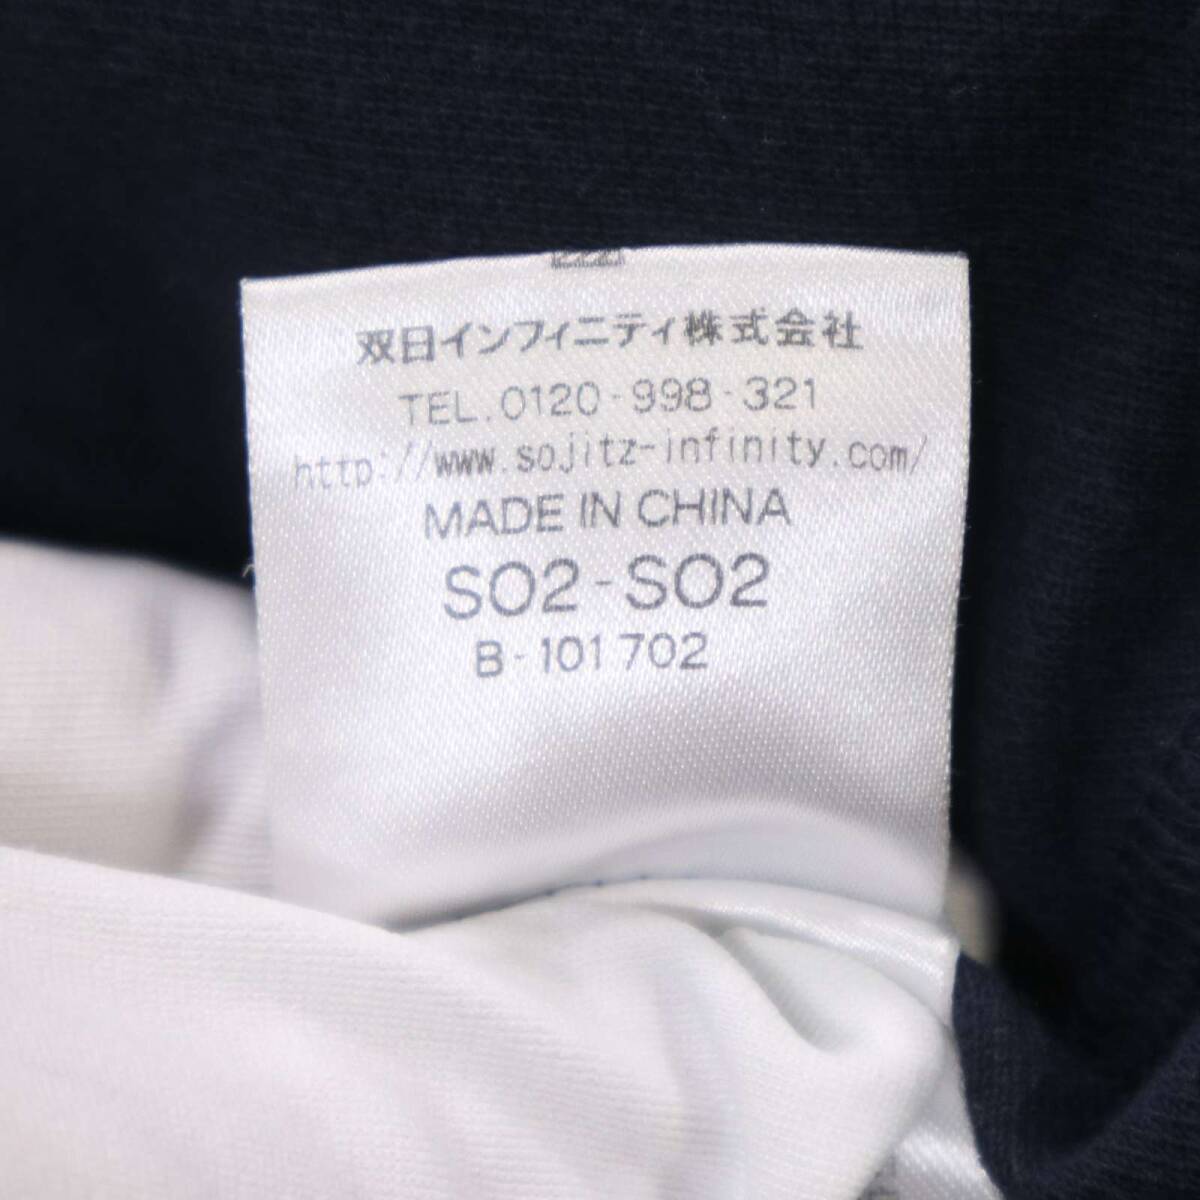 双日インフィニティ株式会社
TEL.0120-998-321
http://www.sojitz-infinity.com/
MADE IN CHINA
SO2-SO2
B-101702